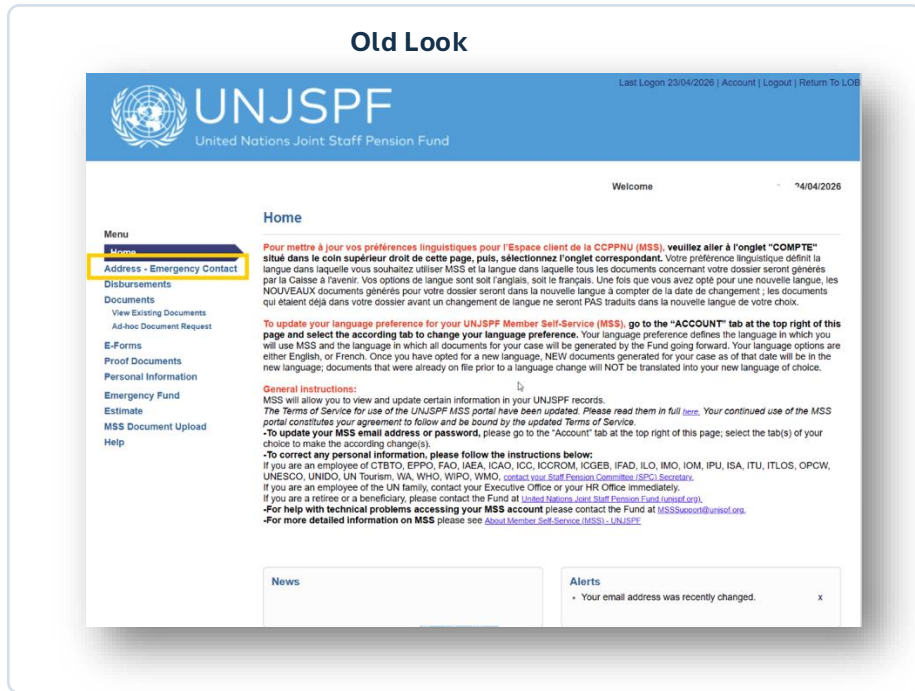 Old Look
Last Logon 23/04/2026 | Account | Logout | Return To LOB
UNJSPF
United Nations Joint Staff Pension Fund
Welcome
24/04/2026
Home
Menu
Home
Address - Emergency Contact
Disbursements
Documents
View Existing Documents
Ad-hoc Document Request
E-Forms
Proof Documents
Personal Information
Emergency Fund
Estimate
MSS Document Upload
Help
Pour mettre à jour vos préférences linguistiques pour l'Espace client de la CCPPNU (MSS), veuillez aller à l'onglet "COMPTE"
situé dans le coin supérieur droit de cette page, puis, sélectionnez l'onglet correspondant. Votre préférence linguistique définit la
langue dans laquelle vous souhaitez utiliser MSS et la langue dans laquelle tous les documents concernant votre dossier seront générés
par la Caisse à l'avenir. Vos options de langue sont soit l'anglais, soit le français. Une fois que vous avez opté pour une nouvelle langue, les
NOUVEAUX documents générés pour votre dossier seront dans la nouvelle langue à compter de la date de changement ; les documents
qui étaient déjà dans votre dossier avant un changement de langue ne seront PAS traduits dans la nouvelle langue de votre choix.
To update your language preference for your UNJSPF Member Self-Service (MSS), go to the "ACCOUNT" tab at the top right of this
page and select the according tab to change your language preference. Your language preference defines the language in which you
will use MSS and the language in which all documents for your case will be generated by the Fund going forward. Your language options are
either English, or French. Once you have opted for a new language, NEW documents generated for your case as of that date will be in the
new language; documents that were already on file prior to a language change will NOT be translated into your new language of choice.
General instructions:
MSS will allow you to view and update certain information in your UNJSPF records.
The Terms of Service for use of the UNJSPF MSS portal have been updated. Please read them in full here. Your continued use of the MSS
portal constitutes your agreement to follow and be bound by the updated Terms of Service.
-To update your MSS email address or password, please go to the "Account" tab at the top right of this page; select the tab(s) of your
choice to make the according change(s).
-To correct any personal information, please follow the instructions below:
If you are an employee of CTBTO, EPPO, FAO, IAEA, ICAO, ICC, ICCROM, ICGEB, IFAD, ILO, IMO, IOM, IPU, ISA, ITU, ITLOS, OPCW,
UNESCO, UNIDO, UN Tourism, WA, WHO, WIPO, WMO, contact your Staff Pension Committee (SPC) Secretary.
If you are an employee of the UN family, contact your Executive Office or your HR Office immediately.
If you are a retiree or a beneficiary, please contact the Fund at United Nations Joint Staff Pension Fund (unjspf.org).
-For help with technical problems accessing your MSS account please contact the Fund at MSSSupport@unjspf.org.
-For more detailed information on MSS please see About Member Self-Service (MSS) - UNJSPF
News
Alerts
• Your email address was recently changed. x